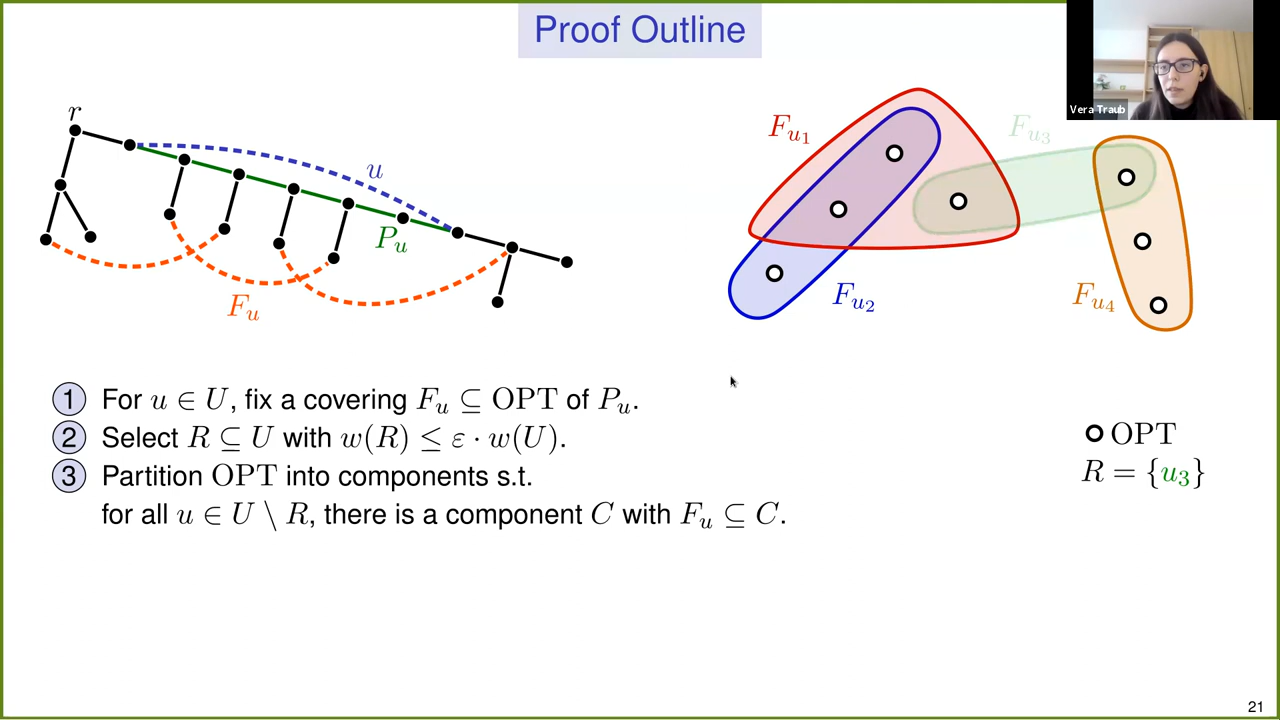 Proof Outline
Vera Traub
r
u
P_u
F_u
F_{u_1}
F_{u_3}
F_{u_2}
F_{u_4}
1 For u ∈ U, fix a covering F_u ⊆ OPT of P_u.
2 Select R ⊆ U with w(R) ≤ ε · w(U).
3 Partition OPT into components s.t.
for all u ∈ U \ R, there is a component C with F_u ⊆ C.
OPT
R = {u_3}
21